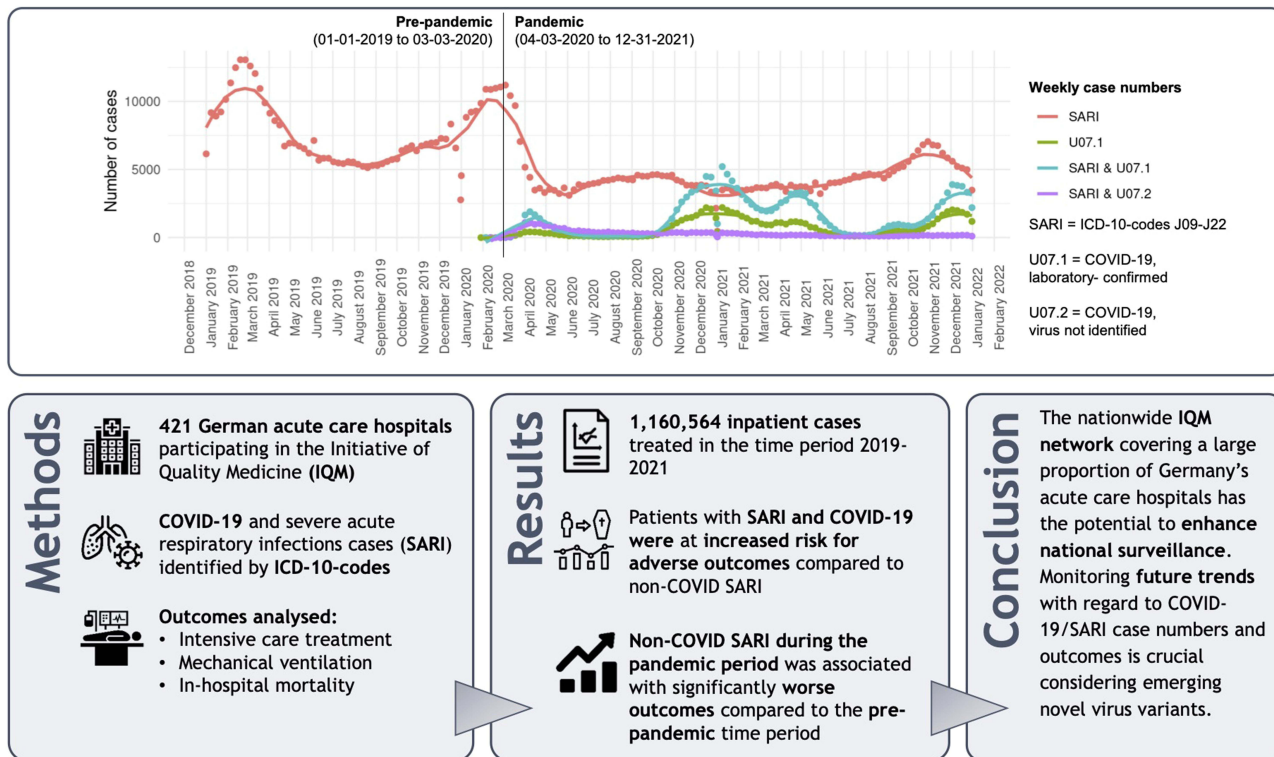 Pre-pandemic
(01-01-2019 to 03-03-2020)
Pandemic
(04-03-2020 to 12-31-2021)
Number of cases
10000
5000
0
December 2018
January 2019
February 2019
March 2019
April 2019
May 2019
June 2019
July 2019
August 2019
September 2019
October 2019
November 2019
December 2019
January 2020
February 2020
March 2020
April 2020
May 2020
June 2020
July 2020
August 2020
September 2020
October 2020
November 2020
December 2020
January 2021
February 2021
March 2021
April 2021
May 2021
June 2021
July 2021
August 2021
September 2021
October 2021
November 2021
December 2021
January 2022
February 2022
Weekly case numbers
SARI
U07.1
SARI & U07.1
SARI & U07.2
SARI = ICD-10-codes J09-J22
U07.1 = COVID-19,
laboratory- confirmed
U07.2 = COVID-19,
virus not identified
Methods
421 German acute care hospitals
participating in the Initiative of
Quality Medicine (IQM)
COVID-19 and severe acute
respiratory infections cases (SARI)
identified by ICD-10-codes
Outcomes analysed:
• Intensive care treatment
• Mechanical ventilation
• In-hospital mortality
Results
1,160,564 inpatient cases
treated in the time period 2019-
2021
Patients with SARI and COVID-19
were at increased risk for
adverse outcomes compared to
non-COVID SARI
Non-COVID SARI during the
pandemic period was associated
with significantly worse
outcomes compared to the pre-
pandemic time period
Conclusion
The nationwide IQM
network covering a large
proportion of Germany's
acute care hospitals has
the potential to enhance
national surveillance.
Monitoring future trends
with regard to COVID-
19/SARI case numbers and
outcomes is crucial
considering emerging
novel virus variants.